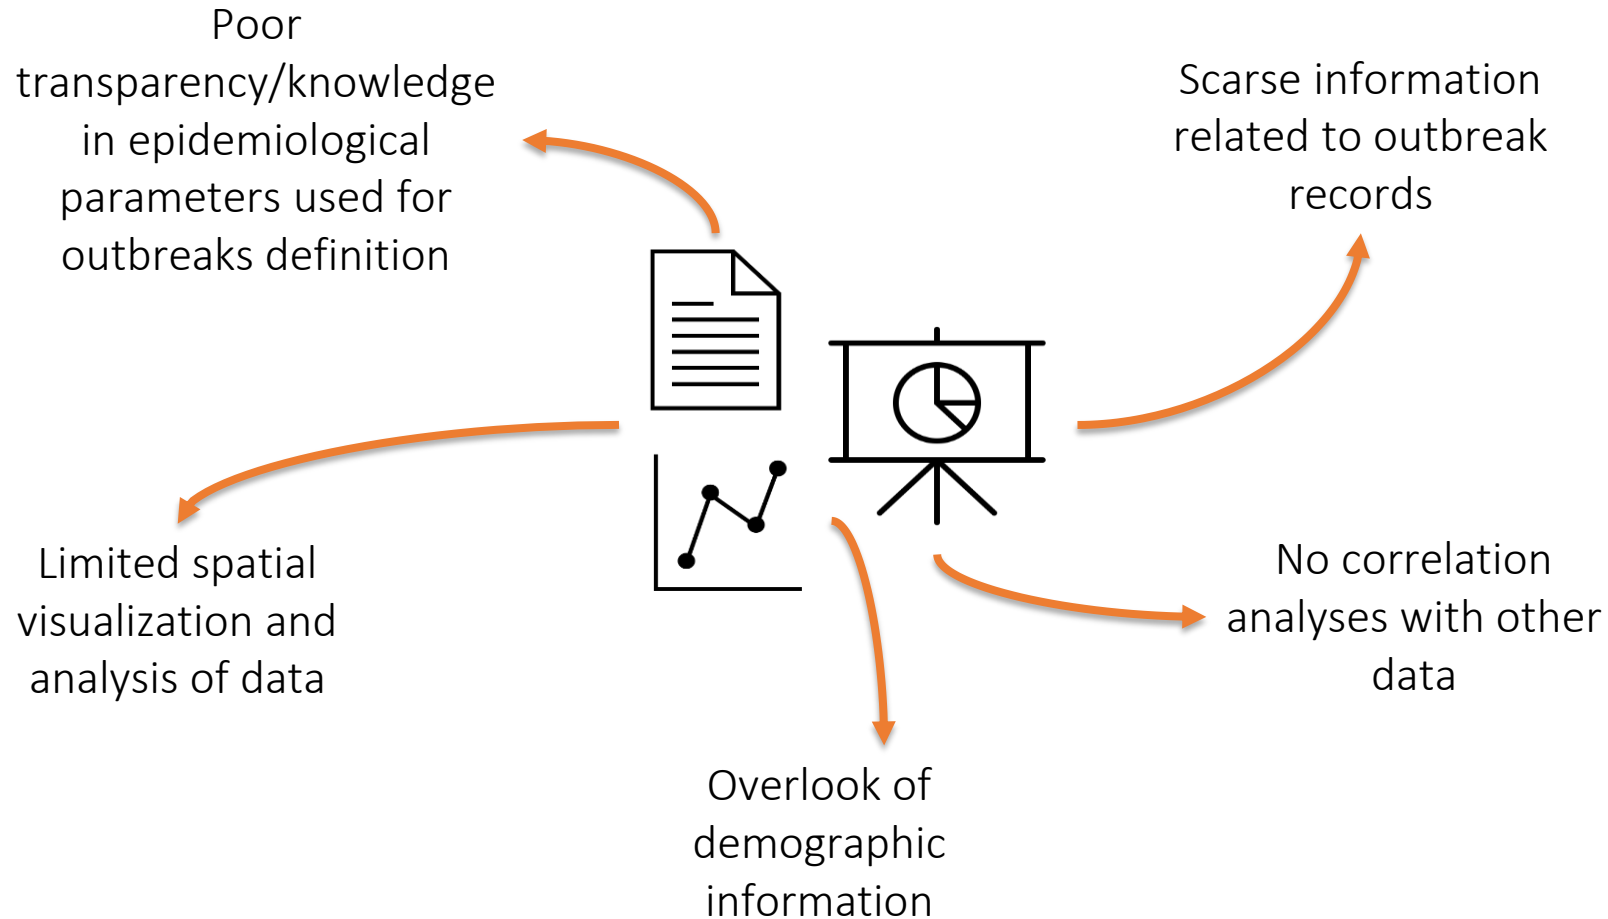 Poor
transparency/knowledge
in epidemiological
parameters used for
outbreaks definition
Scarse information
related to outbreak
records
Limited spatial
visualization and
analysis of data
No correlation
analyses with other
data
Overlook of
demographic
information